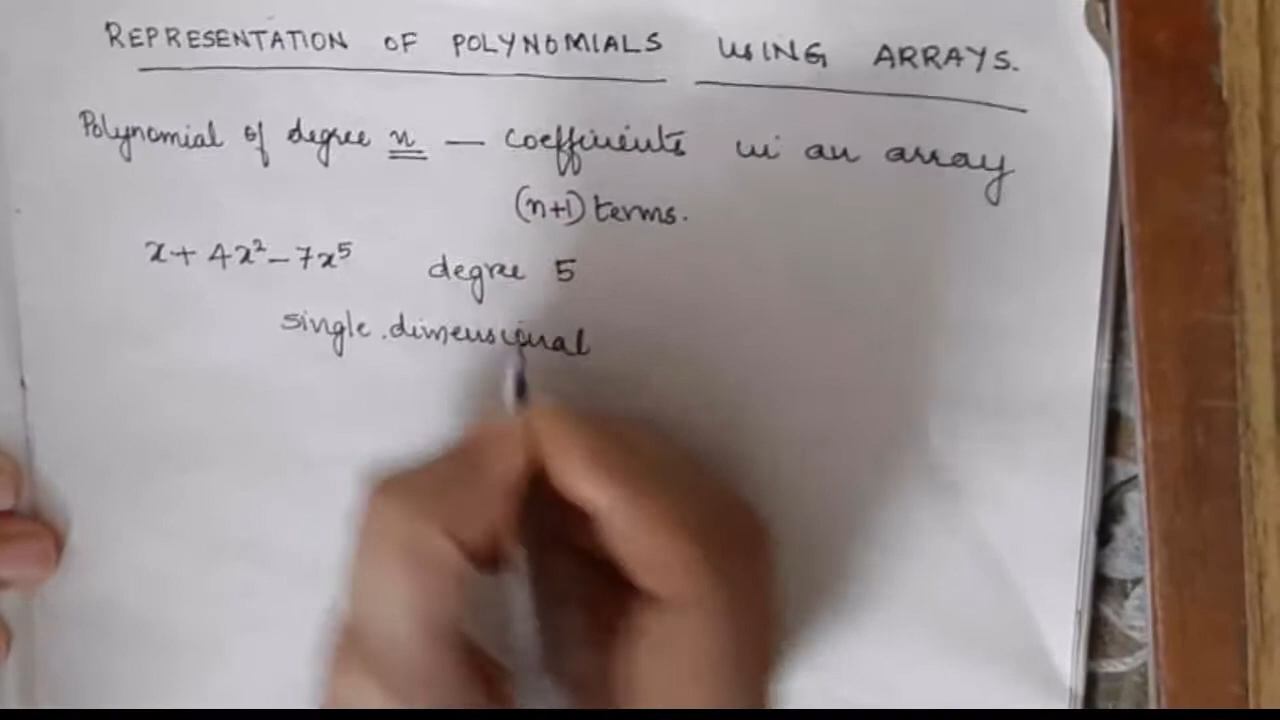 REPRESENTATION OF POLYNOMIALS USING ARRAYS.
Polynomial of degree n — coefficients in an array
(n+1) terms.
x + 4x² - 7x⁵ degree 5
single dimensional